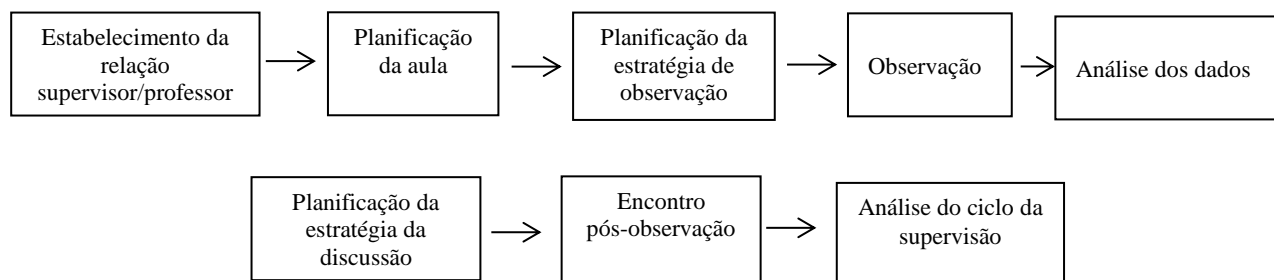 Estabelecimento da
relação
supervisor/professor
Planificação
da aula
Planificação da
estratégia de
observação
Observação
Análise dos dados
Planificação da
estratégia da
discussão
Encontro
pós-observação
Análise do ciclo da
supervisão